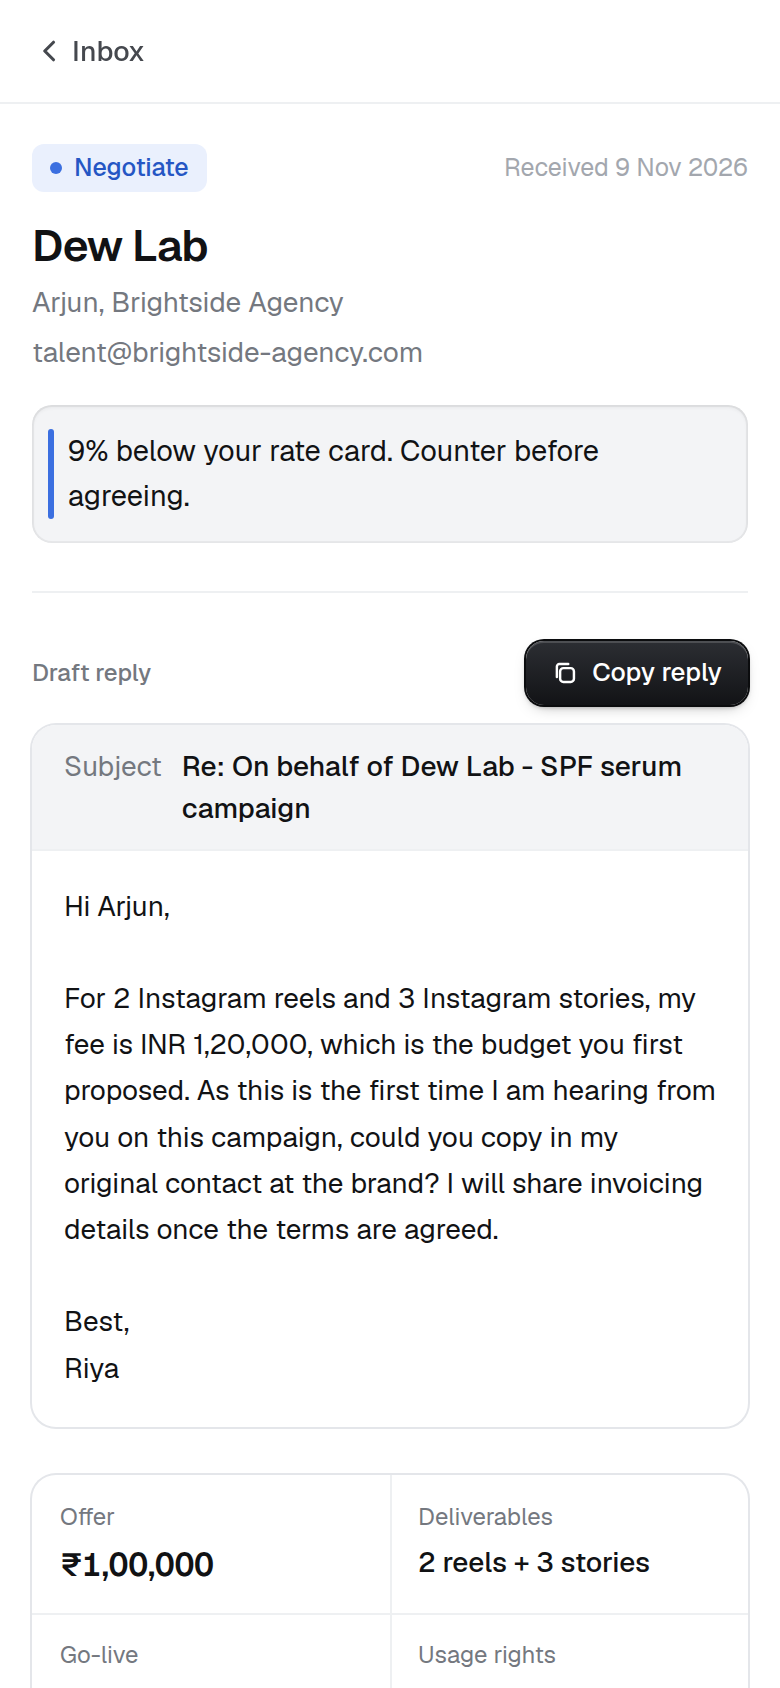 Inbox
Negotiate
Received 9 Nov 2026
Dew Lab
Arjun, Brightside Agency
talent@brightside-agency.com
9% below your rate card. Counter before
agreeing.
Draft reply
Copy reply
Subject Re: On behalf of Dew Lab - SPF serum
campaign
Hi Arjun,
For 2 Instagram reels and 3 Instagram stories, my
fee is INR 1,20,000, which is the budget you first
proposed. As this is the first time I am hearing from
you on this campaign, could you copy in my
original contact at the brand? I will share invoicing
details once the terms are agreed.
Best,
Riya
Offer
₹1,00,000
Deliverables
2 reels + 3 stories
Go-live
Usage rights